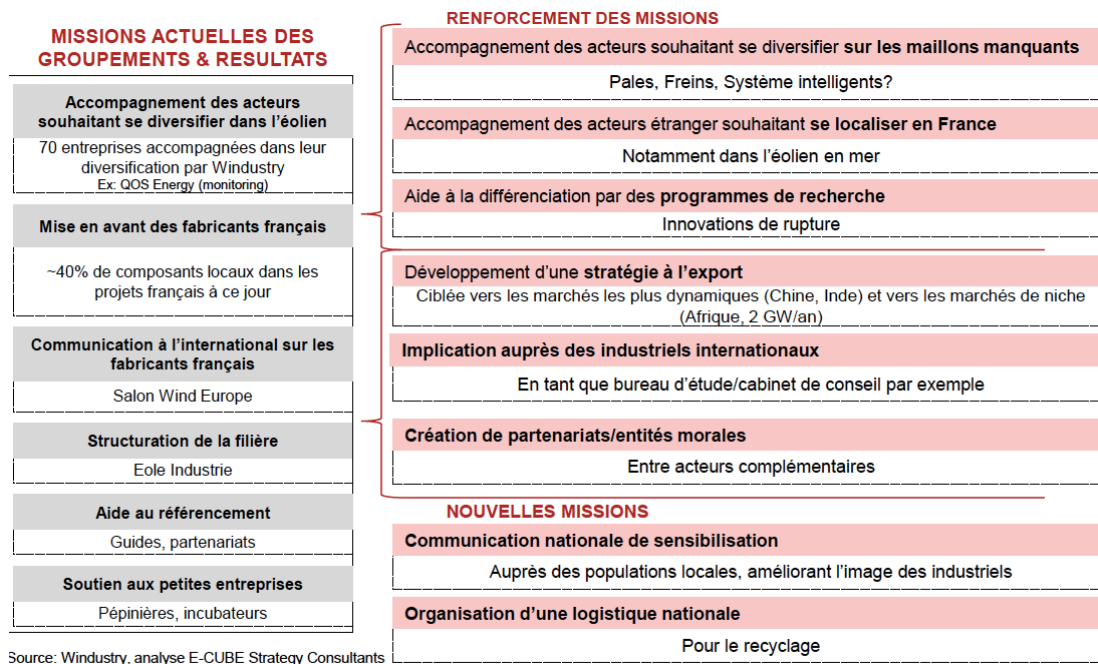 MISSIONS ACTUELLES DES
GROUPEMENTS & RESULTATS
Accompagnement des acteurs
souhaitant se diversifier dans l’éolien
70 entreprises accompagnées dans leur
diversification par Windustry
Ex: QOS Energy (monitoring)
Mise en avant des fabricants français
~40% de composants locaux dans les
projets français à ce jour
Communication à l’international sur les
fabricants français
Salon Wind Europe
Structuration de la filière
Eole Industrie
Aide au référencement
Guides, partenariats
Soutien aux petites entreprises
Pépinières, incubateurs
Source: Windustry, analyse E-CUBE Strategy Consultants
RENFORCEMENT DES MISSIONS
Accompagnement des acteurs souhaitant se diversifier sur les maillons manquants
Pales, Freins, Système intelligents?
Accompagnement des acteurs étranger souhaitant se localiser en France
Notamment dans l’éolien en mer
Aide à la différenciation par des programmes de recherche
Innovations de rupture
Développement d’une stratégie à l’export
Ciblée vers les marchés les plus dynamiques (Chine, Inde) et vers les marchés de niche
(Afrique, 2 GW/an)
Implication auprès des industriels internationaux
En tant que bureau d’étude/cabinet de conseil par exemple
Création de partenariats/entités morales
Entre acteurs complémentaires
NOUVELLES MISSIONS
Communication nationale de sensibilisation
Auprès des populations locales, améliorant l’image des industriels
Organisation d’une logistique nationale
Pour le recyclage